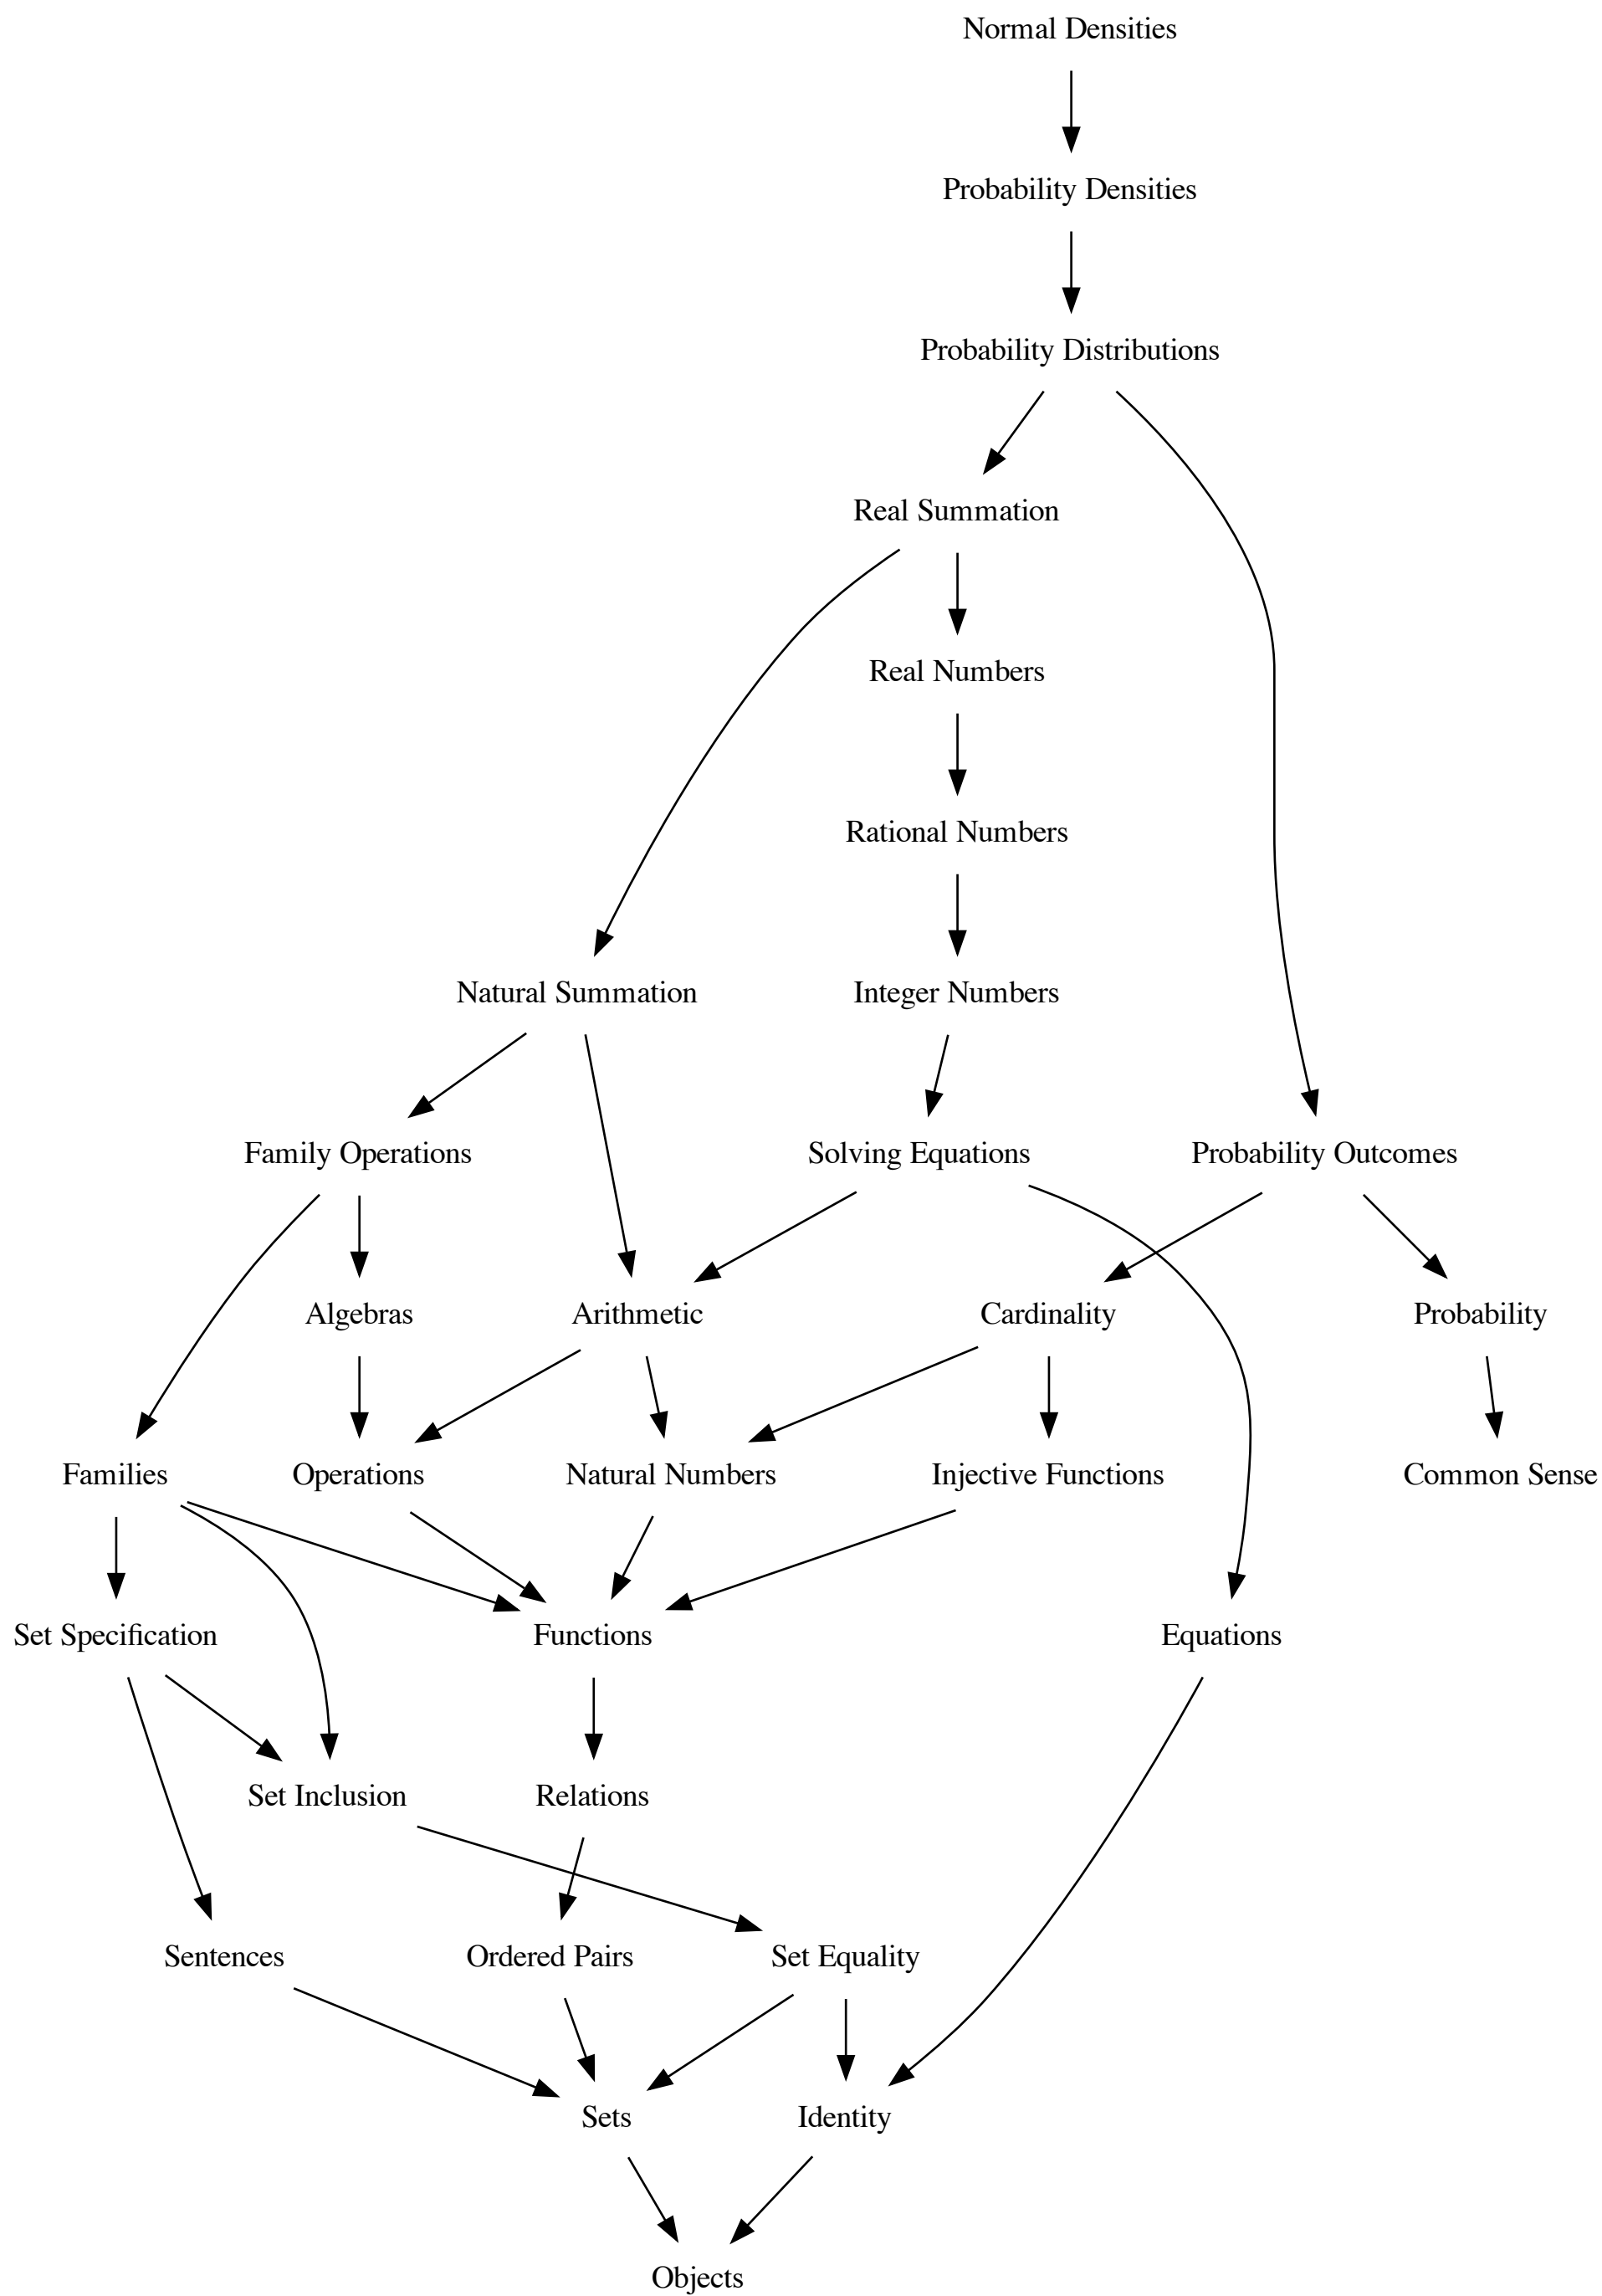 Normal Densities
Probability Densities
Probability Distributions
Real Summation
Real Numbers
Rational Numbers
Natural Summation
Integer Numbers
Family Operations
Solving Equations
Probability Outcomes
Algebras
Arithmetic
Cardinality
Probability
Families
Operations
Natural Numbers
Injective Functions
Common Sense
Set Specification
Functions
Equations
Set Inclusion
Relations
Sentences
Ordered Pairs
Set Equality
Sets
Identity
Objects